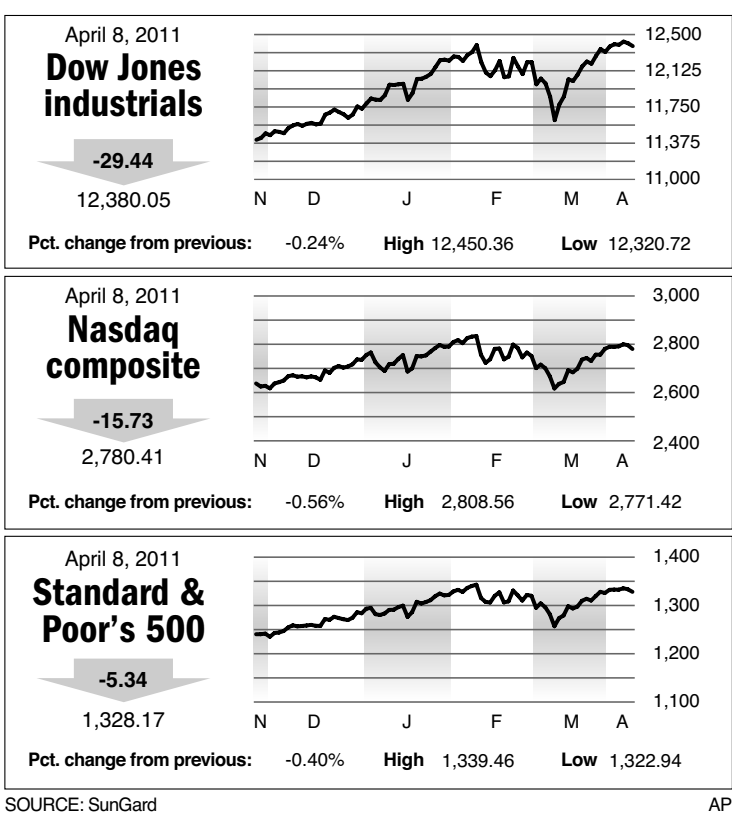 April 8, 2011
Dow Jones
industrials
-29.44
12,380.05
12,500
12,125
11,750
11,375
11,000
N D J F M A
Pct. change from previous: -0.24% High 12,450.36 Low 12,320.72
April 8, 2011
Nasdaq
composite
-15.73
2,780.41
3,000
2,800
2,600
2,400
N D J F M A
Pct. change from previous: -0.56% High 2,808.56 Low 2,771.42
April 8, 2011
Standard &
Poor's 500
-5.34
1,328.17
1,400
1,300
1,200
1,100
N D J F M A
Pct. change from previous: -0.40% High 1,339.46 Low 1,322.94
SOURCE: SunGard AP